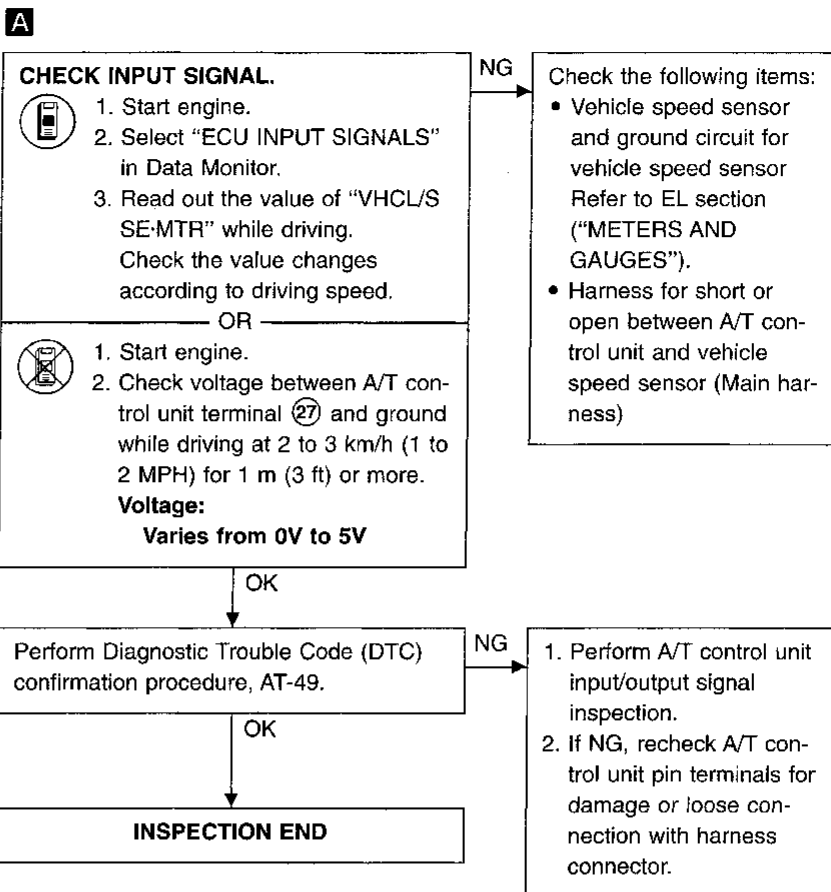 A
CHECK INPUT SIGNAL.
1. Start engine.
2. Select “ECU INPUT SIGNALS”
in Data Monitor.
3. Read out the value of “VHCL/S
SE·MTR” while driving.
Check the value changes
according to driving speed.
OR
1. Start engine.
2. Check voltage between A/T con-
trol unit terminal ㉗ and ground
while driving at 2 to 3 km/h (1 to
2 MPH) for 1 m (3 ft) or more.
Voltage:
Varies from 0V to 5V
NG
Check the following items:
• Vehicle speed sensor
and ground circuit for
vehicle speed sensor
Refer to EL section
(“METERS AND
GAUGES”).
• Harness for short or
open between A/T con-
trol unit and vehicle
speed sensor (Main har-
ness)
OK
Perform Diagnostic Trouble Code (DTC)
confirmation procedure, AT-49.
NG
1. Perform A/T control unit
input/output signal
inspection.
2. If NG, recheck A/T con-
trol unit pin terminals for
damage or loose con-
nection with harness
connector.
OK
INSPECTION END